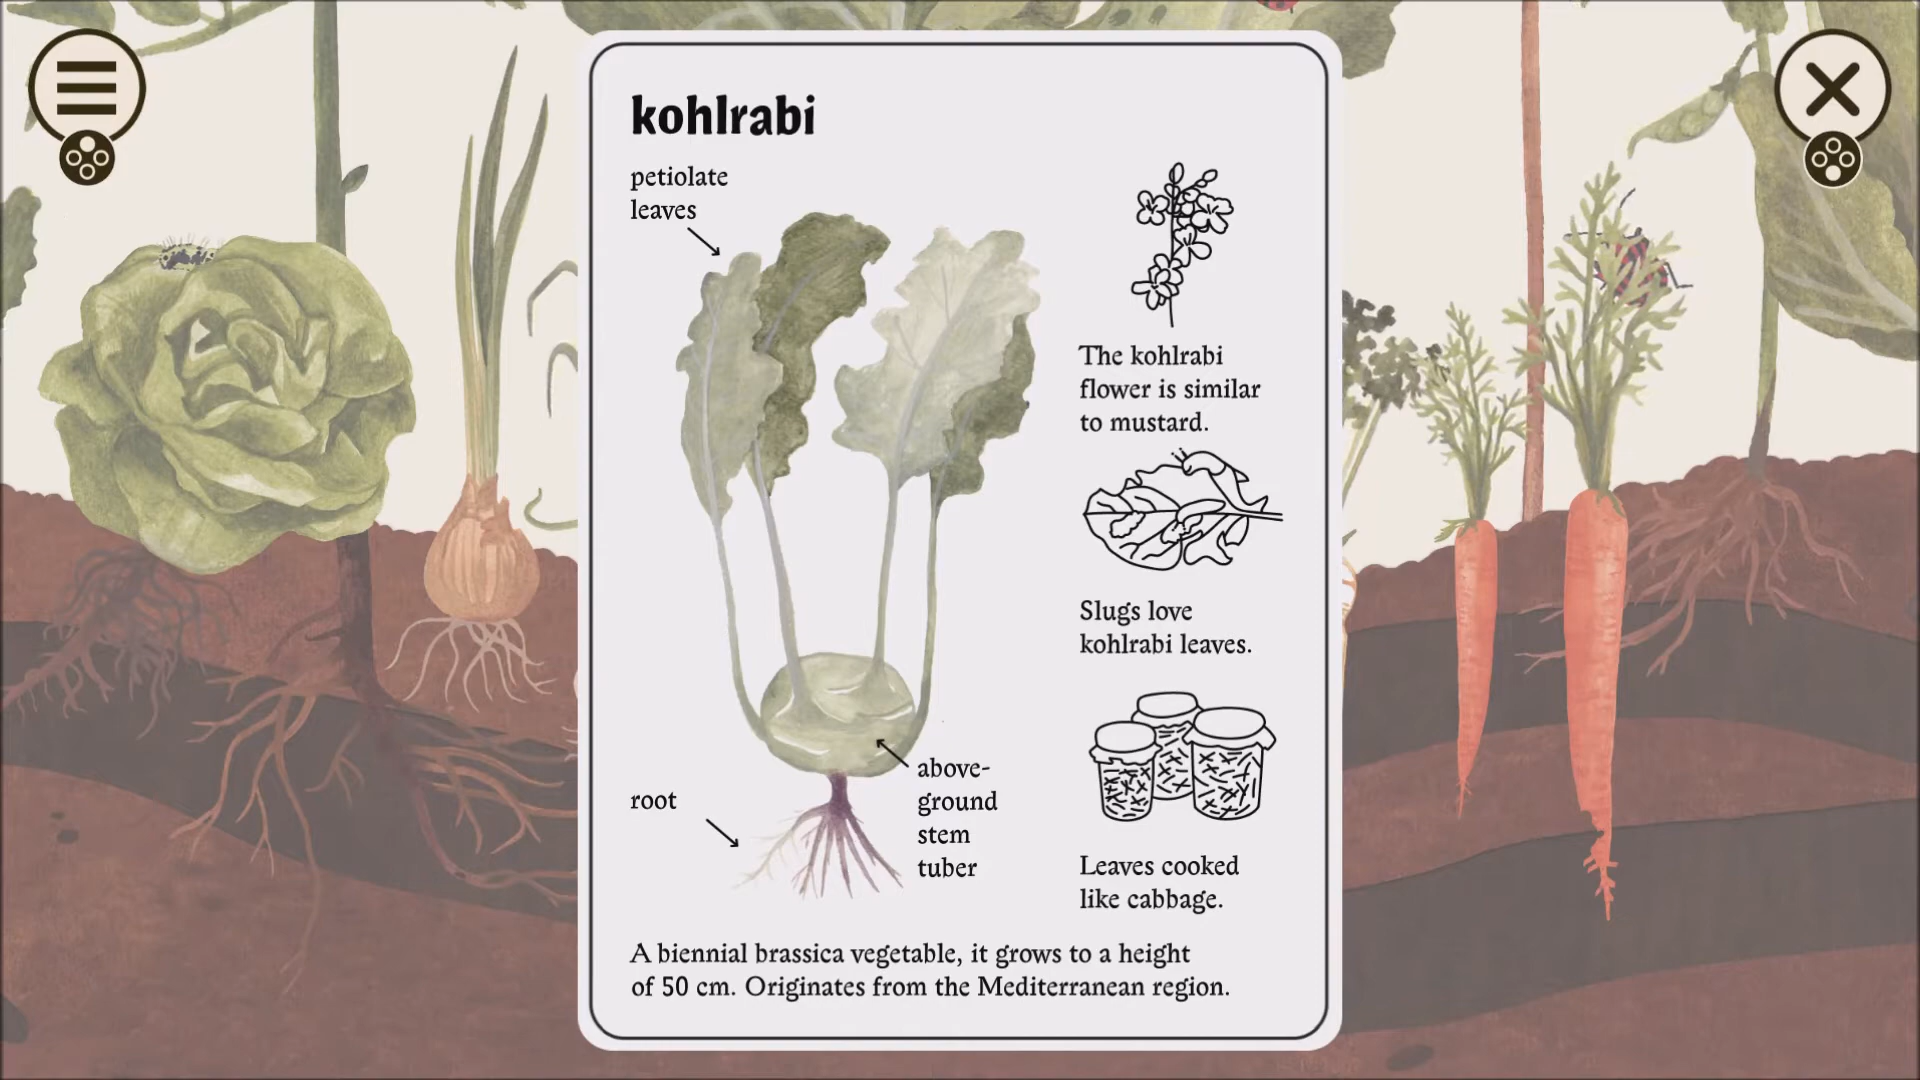 kohlrabi
petiolate
leaves
The kohlrabi
flower is similar
to mustard.
Slugs love
kohlrabi leaves.
above-
ground
stem
tuber
root
Leaves cooked
like cabbage.
A biennial brassica vegetable, it grows to a height
of 50 cm. Originates from the Mediterranean region.